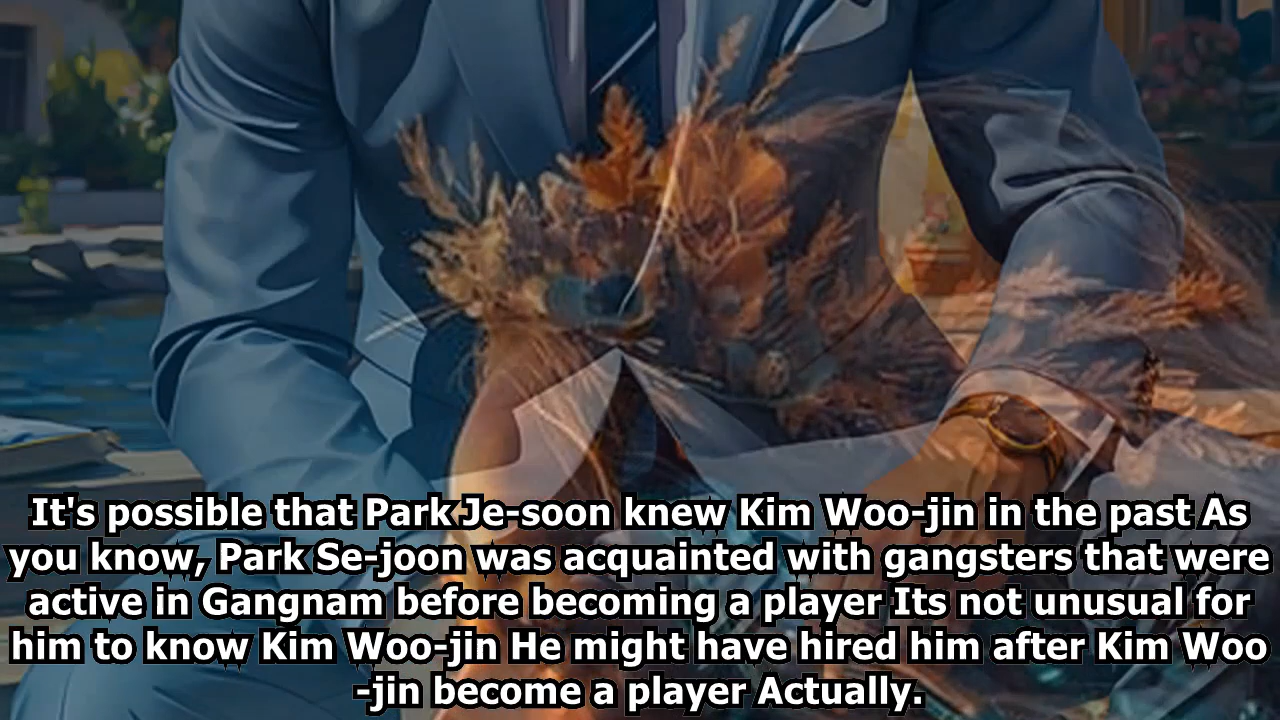 It's possible that Park Je-soon knew Kim Woo-jin in the past As
you know, Park Se-joon was acquainted with gangsters that were
active in Gangnam before becoming a player Its not unusual for
him to know Kim Woo-jin He might have hired him after Kim Woo
-jin become a player Actually.